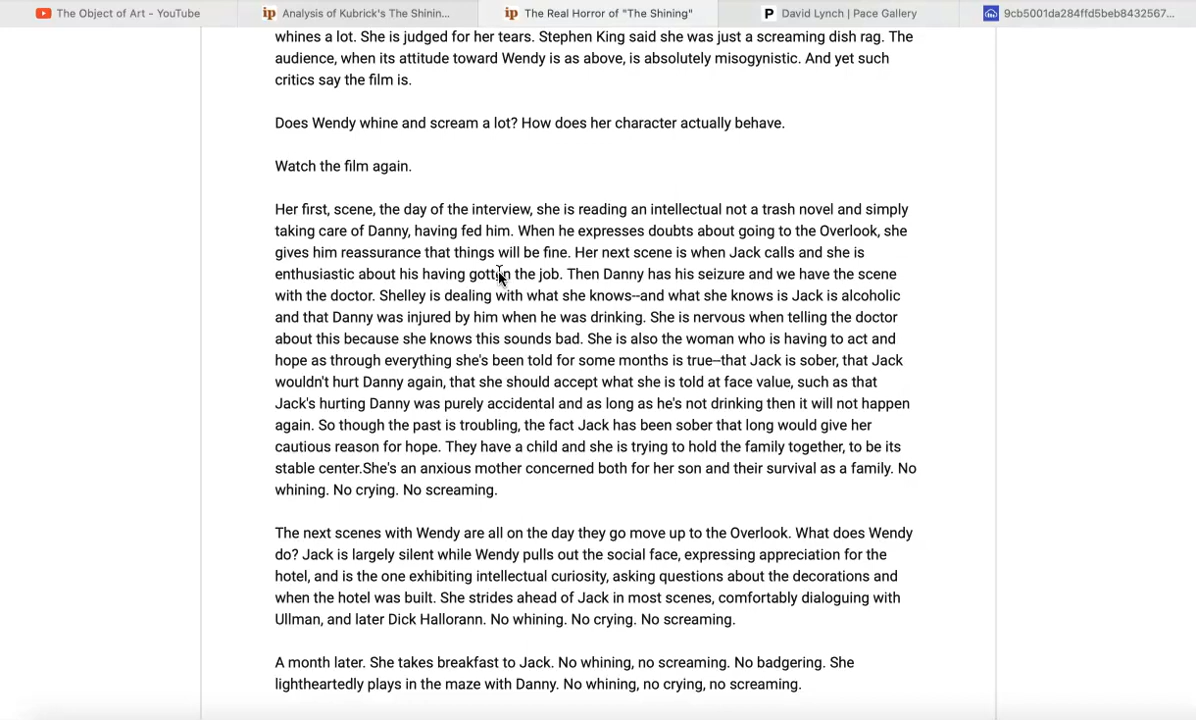 The Object of Art - YouTube
ip Analysis of Kubrick's The Shinin...
ip The Real Horror of "The Shining"
P David Lynch | Pace Gallery
9cb5001da284ffd5beb8432567...
whines a lot. She is judged for her tears. Stephen King said she was just a screaming dish rag. The
audience, when its attitude toward Wendy is as above, is absolutely misogynistic. And yet such
critics say the film is.
Does Wendy whine and scream a lot? How does her character actually behave.
Watch the film again.
Her first, scene, the day of the interview, she is reading an intellectual not a trash novel and simply
taking care of Danny, having fed him. When he expresses doubts about going to the Overlook, she
gives him reassurance that things will be fine. Her next scene is when Jack calls and she is
enthusiastic about his having gotten the job. Then Danny has his seizure and we have the scene
with the doctor. Shelley is dealing with what she knows--and what she knows is Jack is alcoholic
and that Danny was injured by him when he was drinking. She is nervous when telling the doctor
about this because she knows this sounds bad. She is also the woman who is having to act and
hope as through everything she's been told for some months is true--that Jack is sober, that Jack
wouldn't hurt Danny again, that she should accept what she is told at face value, such as that
Jack's hurting Danny was purely accidental and as long as he's not drinking then it will not happen
again. So though the past is troubling, the fact Jack has been sober that long would give her
cautious reason for hope. They have a child and she is trying to hold the family together, to be its
stable center.She's an anxious mother concerned both for her son and their survival as a family. No
whining. No crying. No screaming.
The next scenes with Wendy are all on the day they go move up to the Overlook. What does Wendy
do? Jack is largely silent while Wendy pulls out the social face, expressing appreciation for the
hotel, and is the one exhibiting intellectual curiosity, asking questions about the decorations and
when the hotel was built. She strides ahead of Jack in most scenes, comfortably dialoguing with
Ullman, and later Dick Hallorann. No whining. No crying. No screaming.
A month later. She takes breakfast to Jack. No whining, no screaming. No badgering. She
lightheartedly plays in the maze with Danny. No whining, no crying, no screaming.